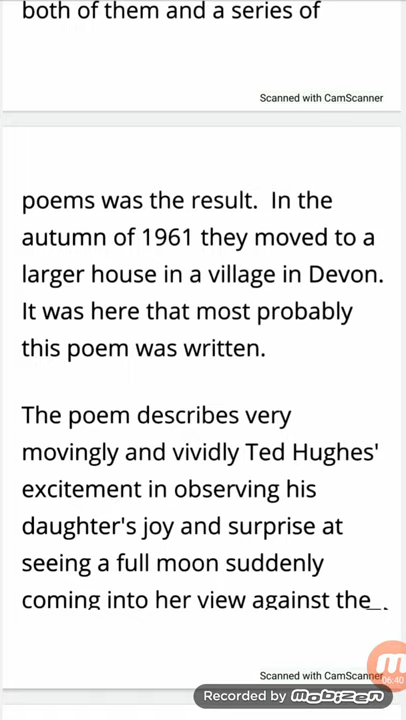 both of them and a series of
Scanned with CamScanner
poems was the result. In the
autumn of 1961 they moved to a
larger house in a village in Devon.
It was here that most probably
this poem was written.
The poem describes very
movingly and vividly Ted Hughes'
excitement in observing his
daughter's joy and surprise at
seeing a full moon suddenly
coming into her view against the
Scanned with CamScanner
06:40
Recorded by mobizen